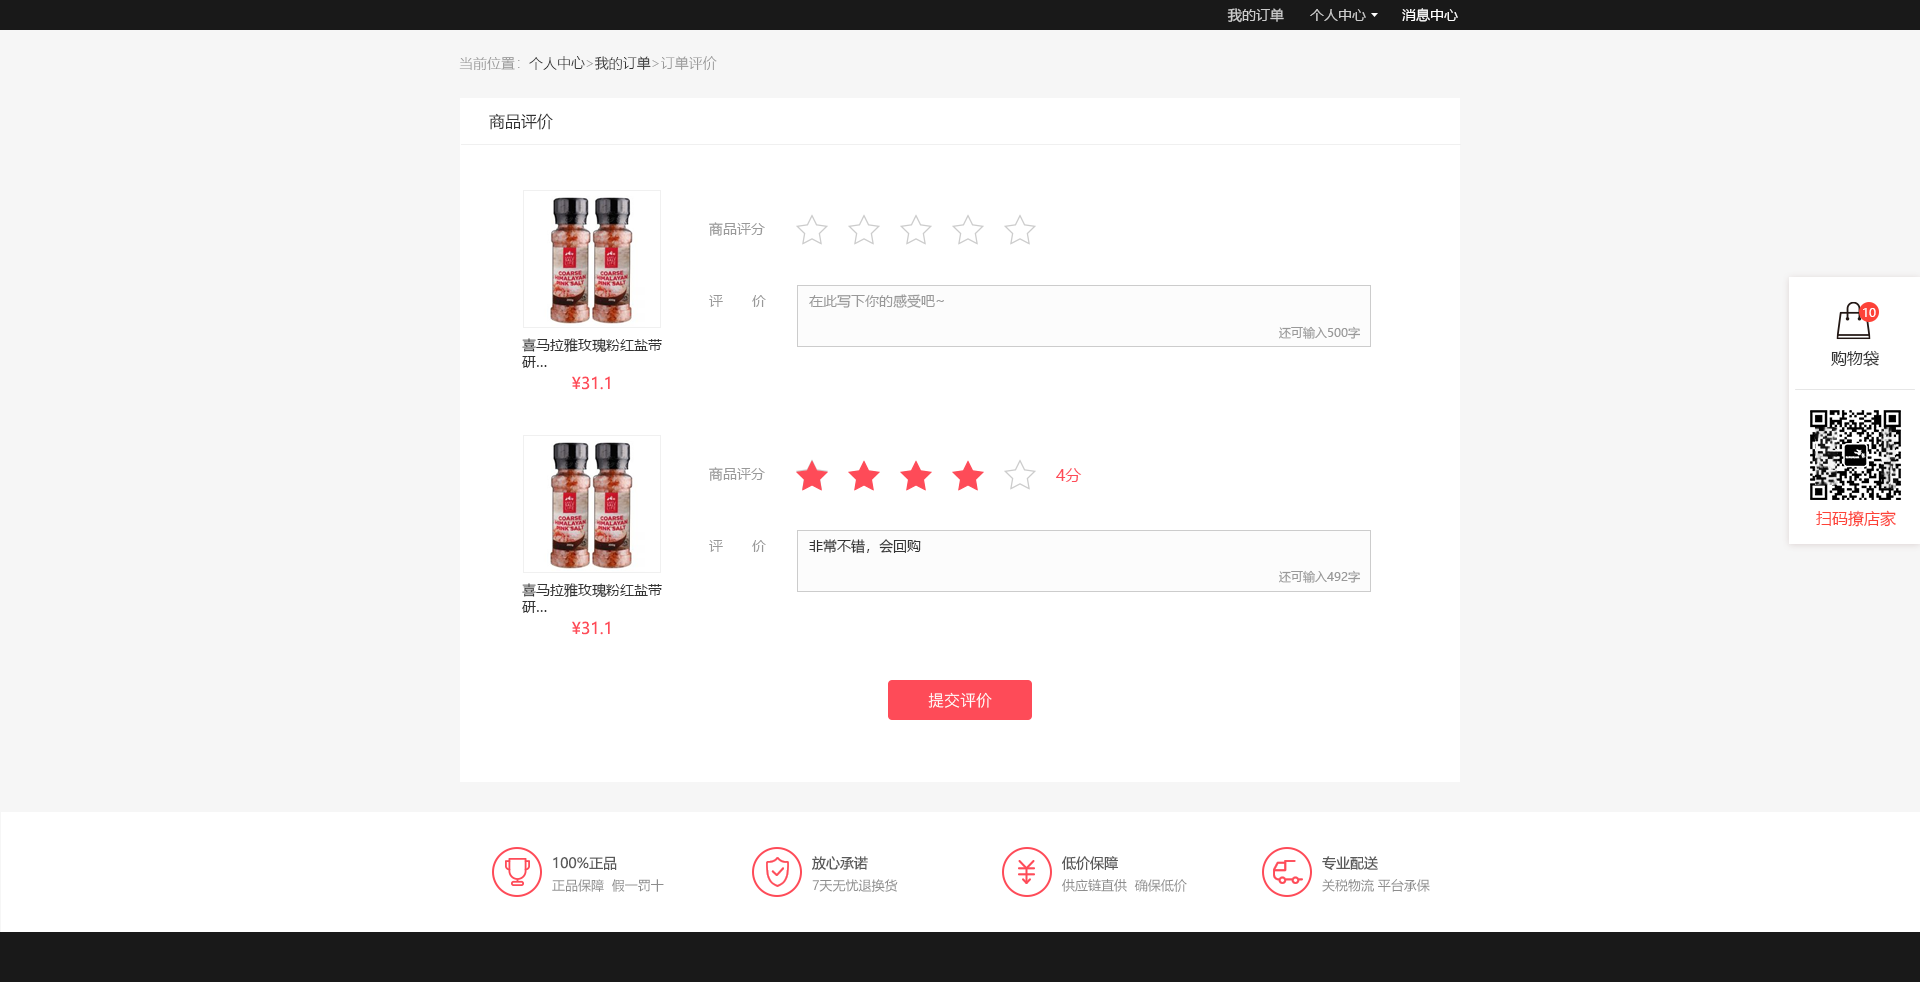 我的订单 个人中心 消息中心
当前位置：个人中心>我的订单>订单评价
商品评价
商品评分
评 价
在此写下你的感受吧~
还可输入500字
COARSE
HIMALAYAN
PINK SALT
COARSE
HIMALAYAN
PINK SALT
喜马拉雅玫瑰粉红盐带
研...
¥31.1
商品评分
4分
评 价
非常不错，会回购
还可输入492字
COARSE
HIMALAYAN
PINK SALT
COARSE
HIMALAYAN
PINK SALT
喜马拉雅玫瑰粉红盐带
研...
¥31.1
提交评价
10
购物袋
扫码撩店家
100%正品
正品保障 假一罚十
放心承诺
7天无忧退换货
低价保障
供应链直供 确保低价
专业配送
关税物流 平台承保